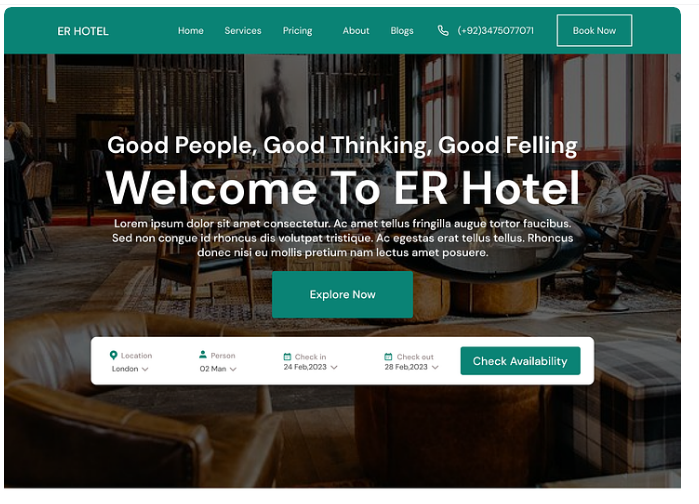 ER HOTEL
Home Services Pricing About Blogs (+92)3475077071 Book Now
Good People, Good Thinking, Good Felling
Welcome To ER Hotel
Lorem ipsum dolor sit amet consectetur. Ac amet tellus fringilla augue tortor faucibus.
Sed non congue id rhoncus dis volutpat tristique. Ac egestas erat tellus tellus. Rhoncus
donec nisi eu mollis pretium nam lectus amet posuere.
Explore Now
Location Person Check in Check out
London 02 Man 24 Feb,2023 28 Feb,2023
Check Availability